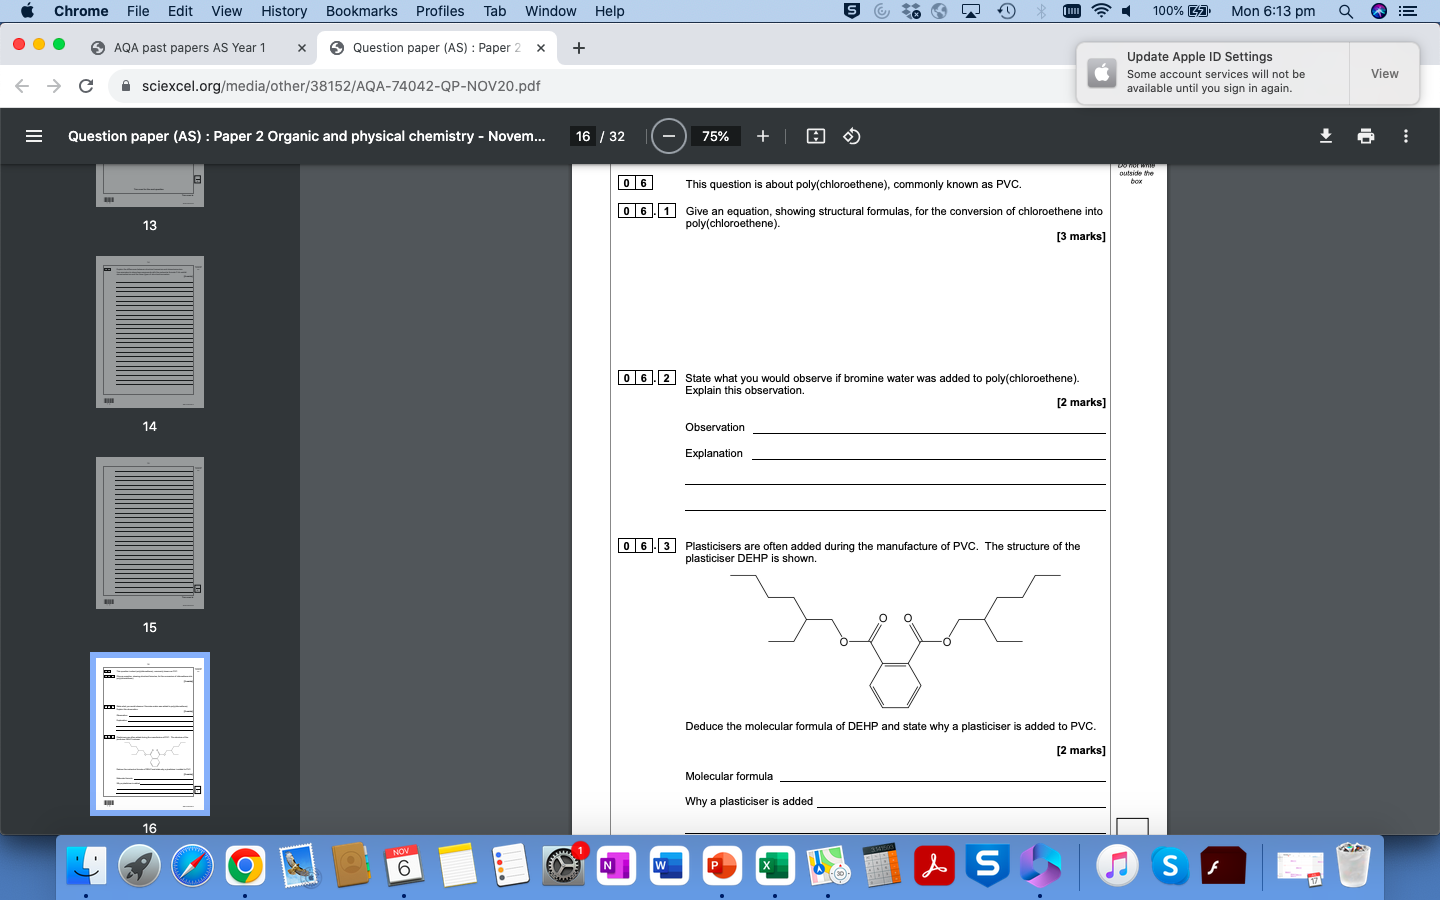 Chrome File Edit View History Bookmarks Profiles Tab Window Help 100% Mon 6:13 pm
AQA past papers AS Year 1
Question paper (AS) : Paper 2
Update Apple ID Settings
Some account services will not be
available until you sign in again.
View
sciexcel.org/media/other/38152/AQA-74042-QP-NOV20.pdf
Question paper (AS) : Paper 2 Organic and physical chemistry - Novem... 16 / 32 75%
13
14
15
16
Do not write
outside the
box
0 6 This question is about poly(chloroethene), commonly known as PVC.
0 6 . 1 Give an equation, showing structural formulas, for the conversion of chloroethene into
poly(chloroethene).
[3 marks]
0 6 . 2 State what you would observe if bromine water was added to poly(chloroethene).
Explain this observation.
[2 marks]
Observation
Explanation
0 6 . 3 Plasticisers are often added during the manufacture of PVC. The structure of the
plasticiser DEHP is shown.
O O
O O
Deduce the molecular formula of DEHP and state why a plasticiser is added to PVC.
[2 marks]
Molecular formula
Why a plasticiser is added
NOV
6
1
17